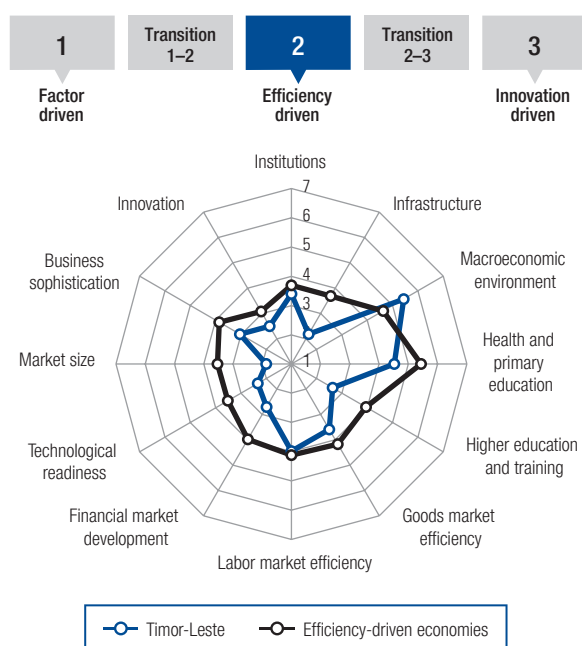 1
Transition
1–2
2
Transition
2–3
3
Factor
driven
Efficiency
driven
Innovation
driven
Institutions
7
Innovation
Infrastructure
6
5
Business
sophistication
Macroeconomic
environment
4
3
Market size
1
Health and
primary
education
Technological
readiness
Higher education
and training
Financial market
development
Goods market
efficiency
Labor market efficiency
Timor-Leste
Efficiency-driven economies